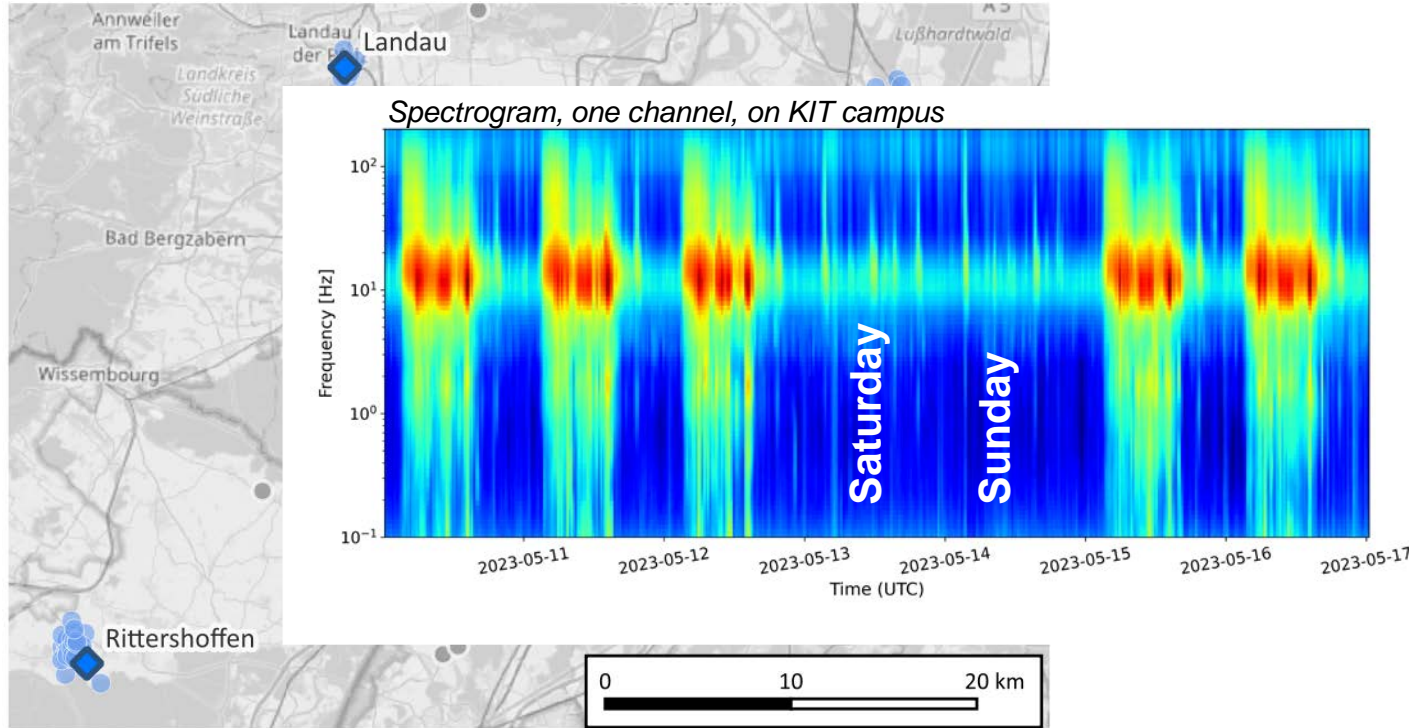 Annweiler
am Trifels
Landau
der
Landau
A 5
Lußhardtwald
Landkreis
Südliche
Weinstraße
Spectrogram, one channel, on KIT campus
10²
10¹
10⁰
10⁻¹
Frequency [Hz]
Saturday
Sunday
2023-05-11
2023-05-12
2023-05-13
2023-05-14
2023-05-15
2023-05-16
2023-05-17
Time (UTC)
Bad Bergzabern
Wissembourg
Rittershoffen
0 10 20 km